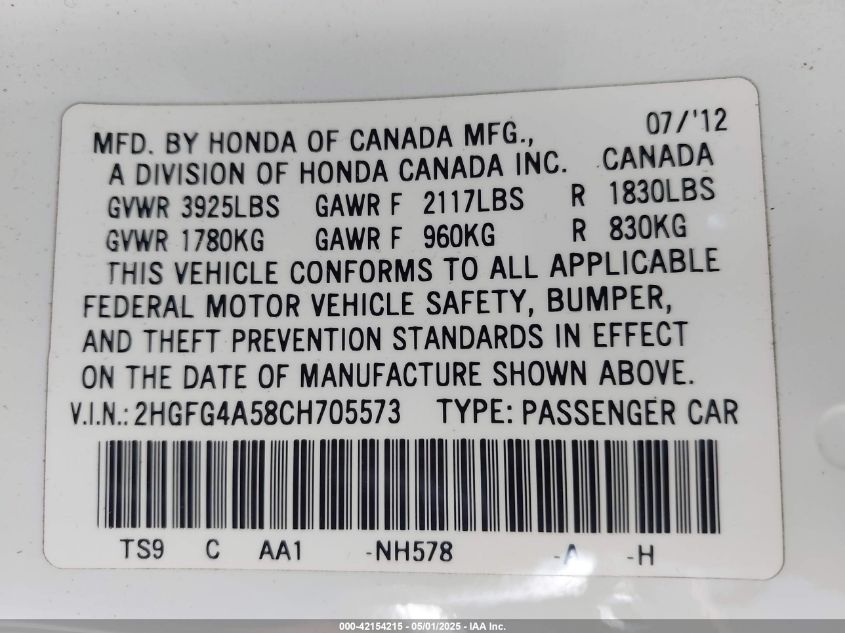 07/'12
MFD. BY HONDA OF CANADA MFG.,
A DIVISION OF HONDA CANADA INC. CANADA
GVWR 3925LBS GAWR F 2117LBS R 1830LBS
GVWR 1780KG GAWR F 960KG R 830KG
THIS VEHICLE CONFORMS TO ALL APPLICABLE
FEDERAL MOTOR VEHICLE SAFETY, BUMPER,
AND THEFT PREVENTION STANDARDS IN EFFECT
ON THE DATE OF MANUFACTURE SHOWN ABOVE.
V.I.N.: 2HGFG4A58CH705573 TYPE: PASSENGER CAR
TS9 C AA1 -NH578 -A -H
000-42154215 - 05/01/2025 - IAA Inc.